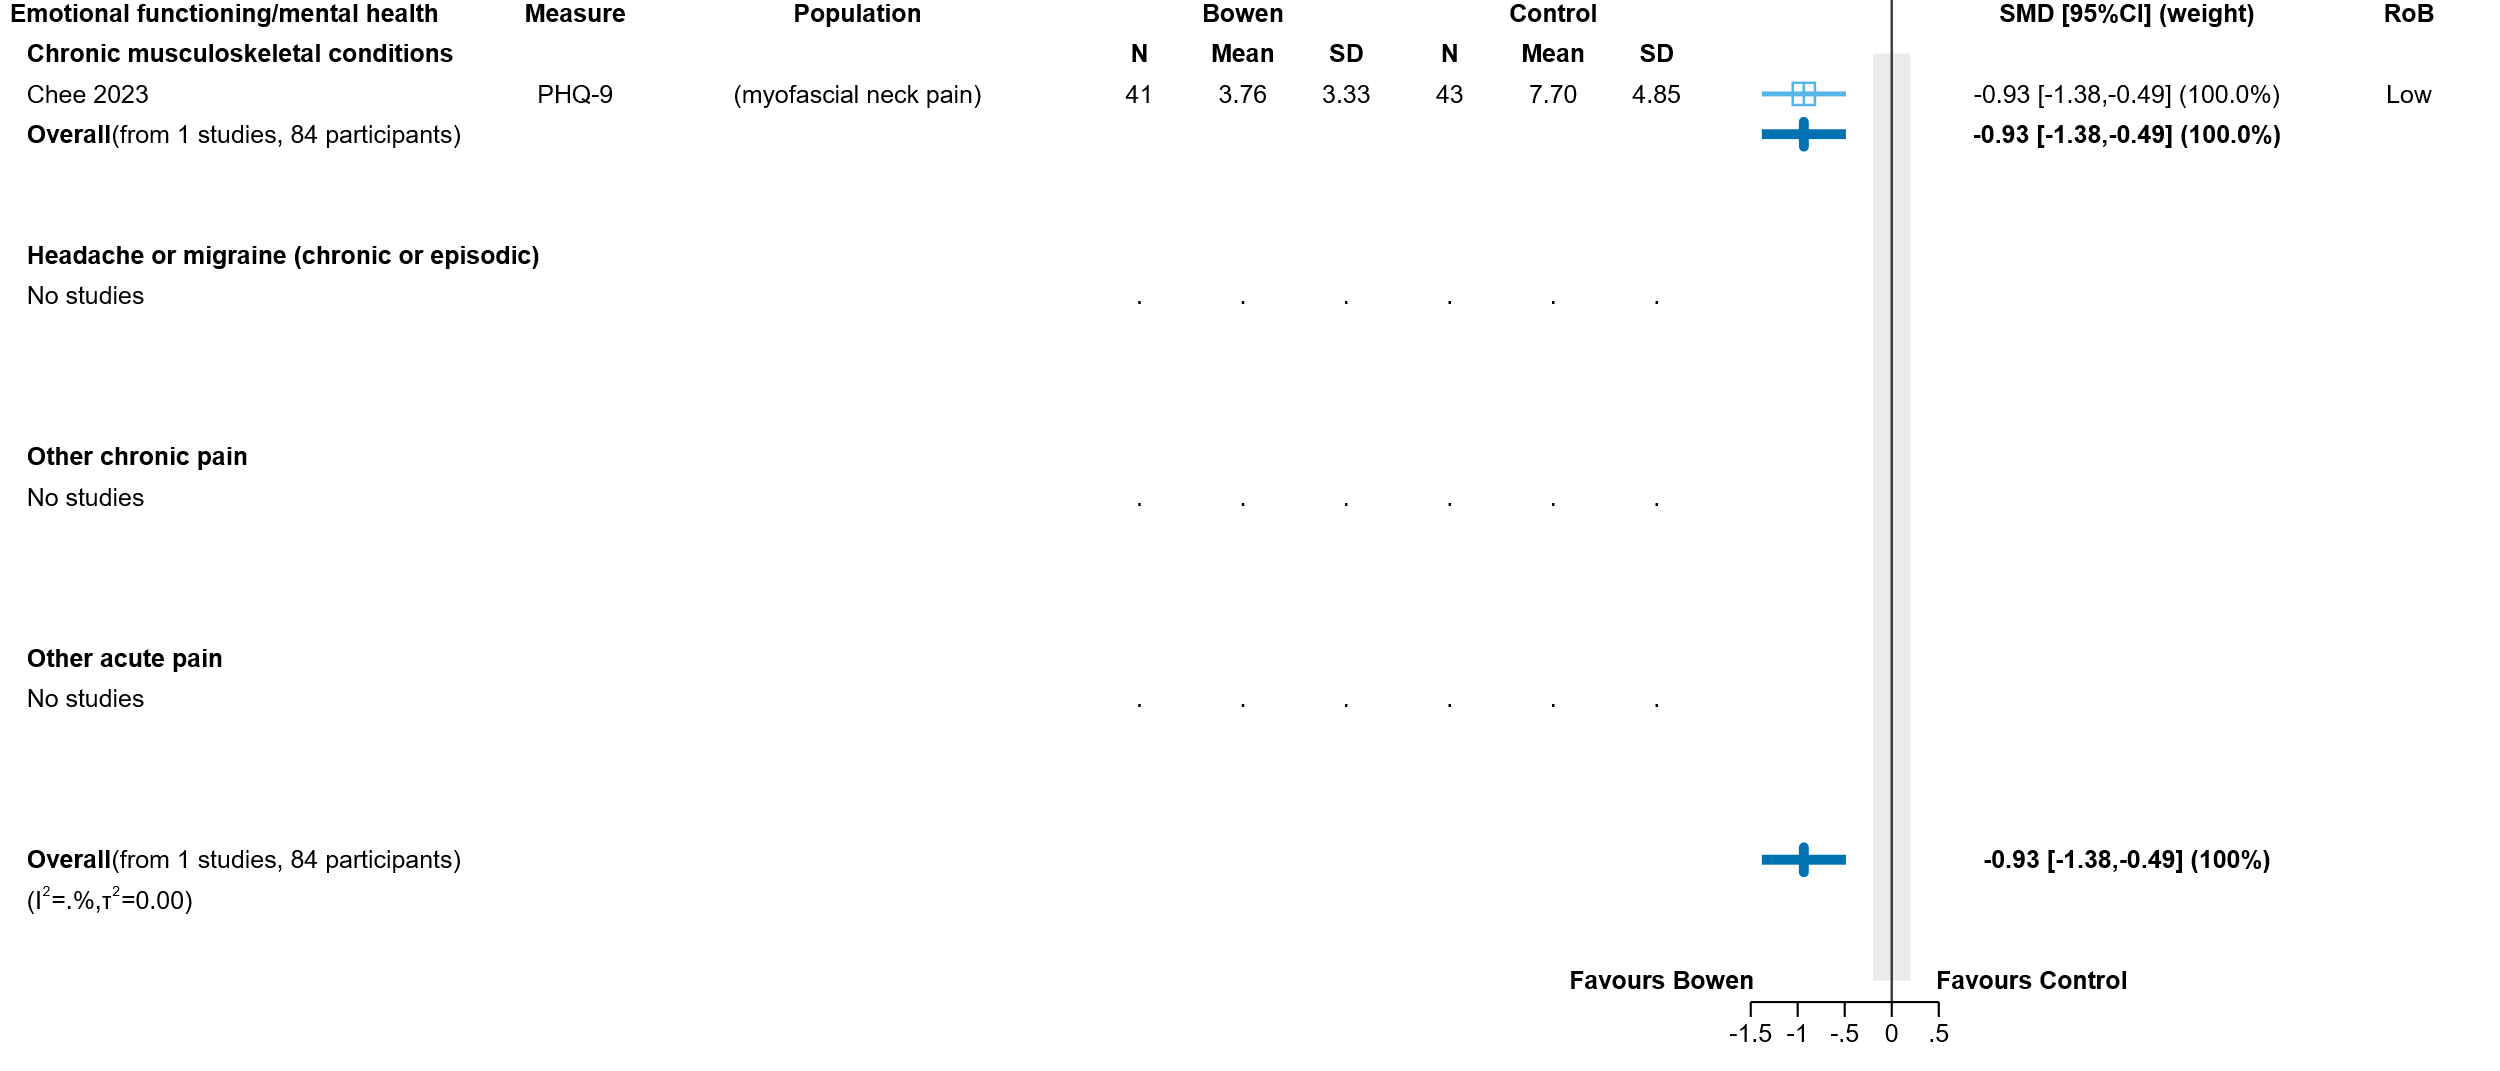 Emotional functioning/mental health Measure Population Bowen Control SMD [95%CI] (weight) RoB
Chronic musculoskeletal conditions N Mean SD N Mean SD
Chee 2023 PHQ-9 (myofascial neck pain) 41 3.76 3.33 43 7.70 4.85 -0.93 [-1.38,-0.49] (100.0%) Low
Overall(from 1 studies, 84 participants) -0.93 [-1.38,-0.49] (100.0%)
Headache or migraine (chronic or episodic)
No studies . . . . . .
Other chronic pain
No studies . . . . . .
Other acute pain
No studies . . . . . .
Overall(from 1 studies, 84 participants) -0.93 [-1.38,-0.49] (100%)
(I²=.%,τ²=0.00)
Favours Bowen Favours Control
-1.5 -1 -.5 0 .5